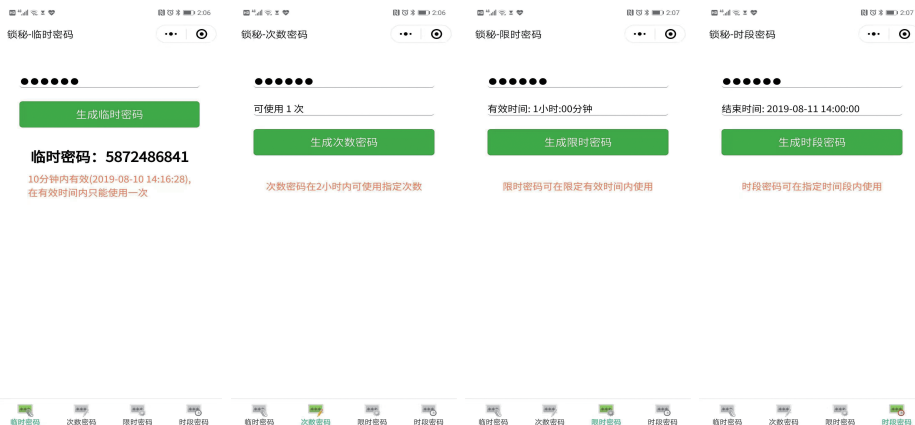 2:06
锁秘-临时密码
生成临时密码
临时密码：5872486841
10分钟内有效(2019-08-10 14:16:28),
在有效时间内只能使用一次
临时密码 次数密码 限时密码 时段密码
2:06
锁秘-次数密码
可使用 1 次
生成次数密码
次数密码在2小时内可使用指定次数
临时密码 次数密码 限时密码 时段密码
2:07
锁秘-限时密码
有效时间: 1小时:00分钟
生成限时密码
限时密码可在限定有效时间内使用
临时密码 次数密码 限时密码 时段密码
2:07
锁秘-时段密码
结束时间: 2019-08-11 14:00:00
生成时段密码
时段密码可在指定时间段内使用
临时密码 次数密码 限时密码 时段密码